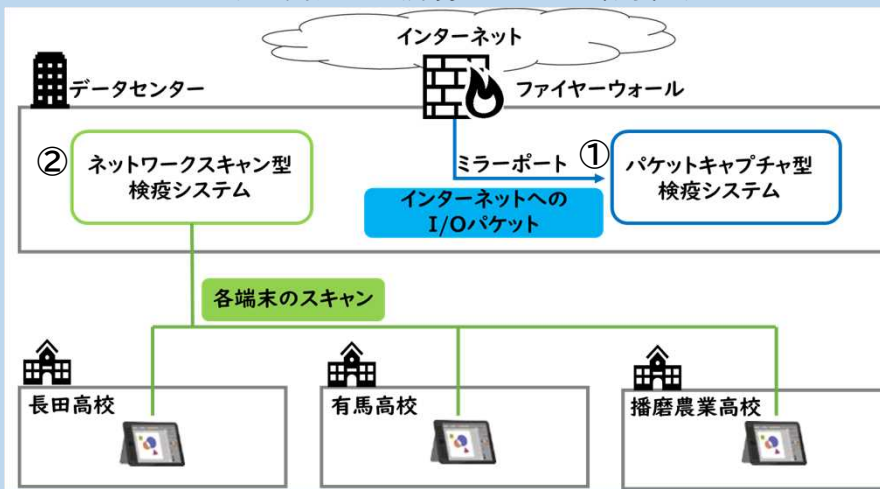 インターネット
データセンター
ファイヤーウォール
②
ネットワークスキャン型
検疫システム
ミラーポート
①
パケットキャプチャ型
検疫システム
インターネットへの
I/Oパケット
各端末のスキャン
長田高校
有馬高校
播磨農業高校